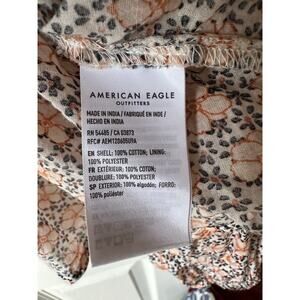 AMERICAN EAGLE
OUTFITTERS
MADE IN INDIA / FABRIQUÉ EN INDE /
HECHO EN INDIA
RN 54485 / CA 03873
RFC# AEM120605U9A
EN SHELL: 100% COTTON; LINING:
100% POLYESTER
FR EXTÉRIEUR: 100% COTON;
DOUBLURE: 100% POLYESTER
SP EXTERIOR: 100% algodón; FORRO:
100% poliéster